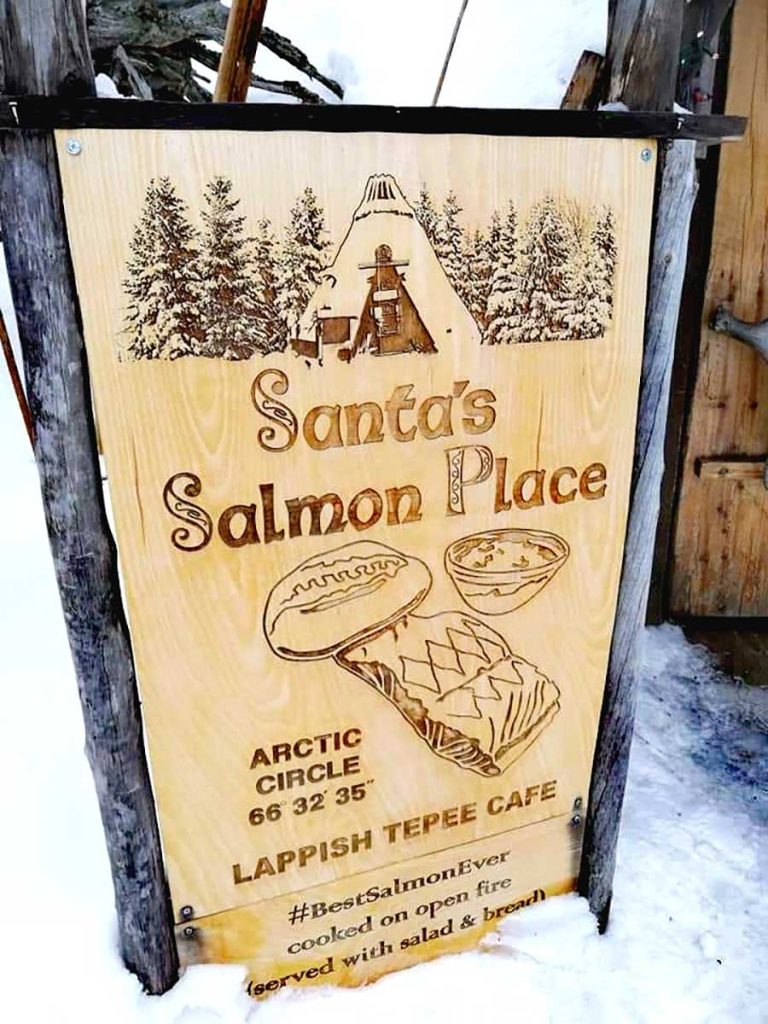 Santa's
Salmon Place
ARCTIC
CIRCLE
66° 32' 35"
LAPPISH TEPEE CAFE
#BestSalmonEver
cooked on open fire
(served with salad & bread)